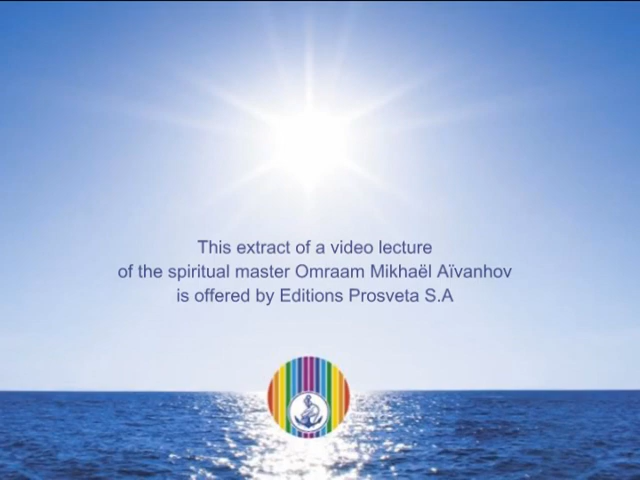 This extract of a video lecture
of the spiritual master Omraam Mikhaël Aïvanhov
is offered by Editions Prosveta S.A